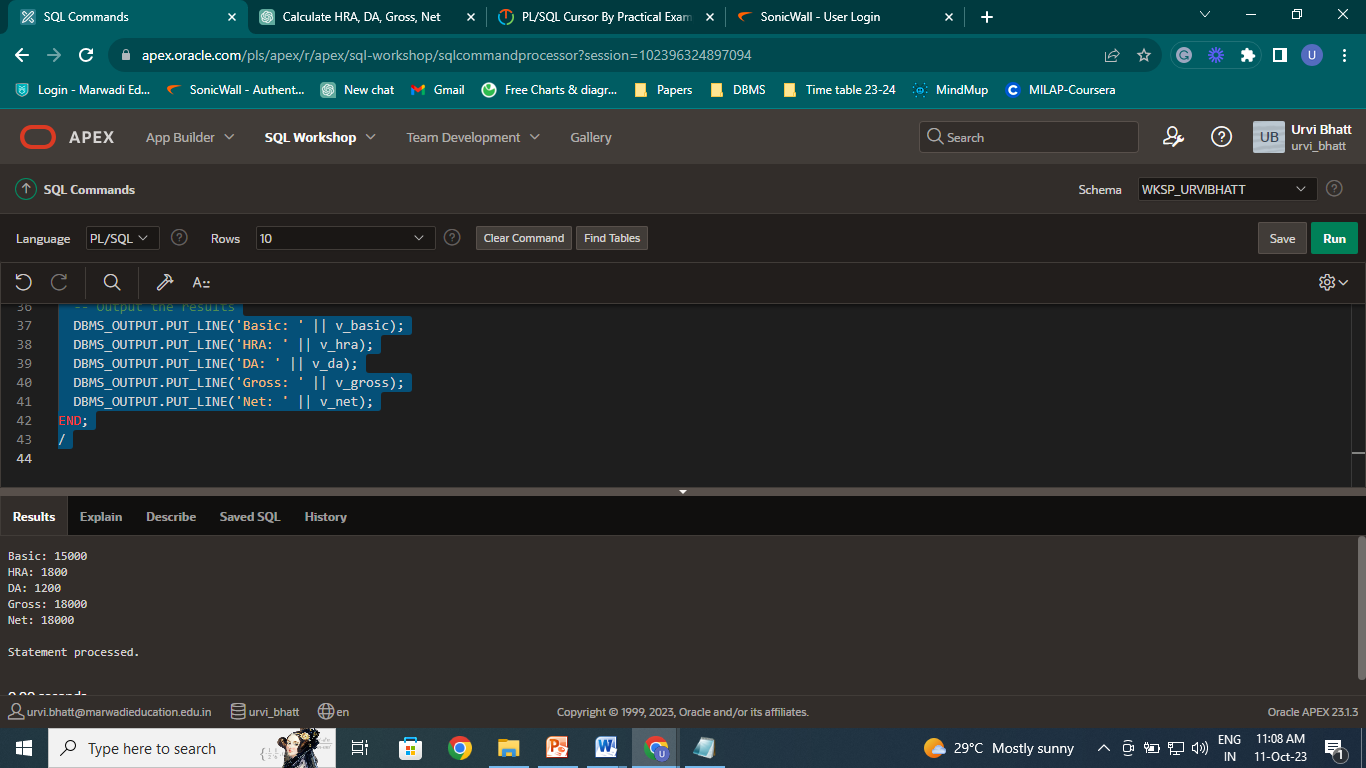 SQL Commands
Calculate HRA, DA, Gross, Net
PL/SQL Cursor By Practical Exam
SonicWall - User Login
apex.oracle.com/pls/apex/r/apex/sql-workshop/sqlcommandprocessor?session=102396324897094
U
Login - Marwadi Ed...
SonicWall - Authent...
New chat
Gmail
Free Charts & diagr...
Papers
DBMS
Time table 23-24
MindMup
MILAP-Coursera
APEX
App Builder
SQL Workshop
Team Development
Gallery
Search
UB
Urvi Bhatt
urvi_bhatt
SQL Commands
Schema
WKSP_URVIBHATT
Language
PL/SQL
Rows
10
Clear Command
Find Tables
Save
Run
36 -- Output the results
37 DBMS_OUTPUT.PUT_LINE('Basic: ' || v_basic);
38 DBMS_OUTPUT.PUT_LINE('HRA: ' || v_hra);
39 DBMS_OUTPUT.PUT_LINE('DA: ' || v_da);
40 DBMS_OUTPUT.PUT_LINE('Gross: ' || v_gross);
41 DBMS_OUTPUT.PUT_LINE('Net: ' || v_net);
42 END;
43 /
44
Results
Explain
Describe
Saved SQL
History
Basic: 15000
HRA: 1800
DA: 1200
Gross: 18000
Net: 18000
Statement processed.
urvi.bhatt@marwadieducation.edu.in
urvi_bhatt
en
Copyright © 1999, 2023, Oracle and/or its affiliates.
Oracle APEX 23.1.3
Type here to search
29°C Mostly sunny
ENG
IN
11:08 AM
11-Oct-23
1